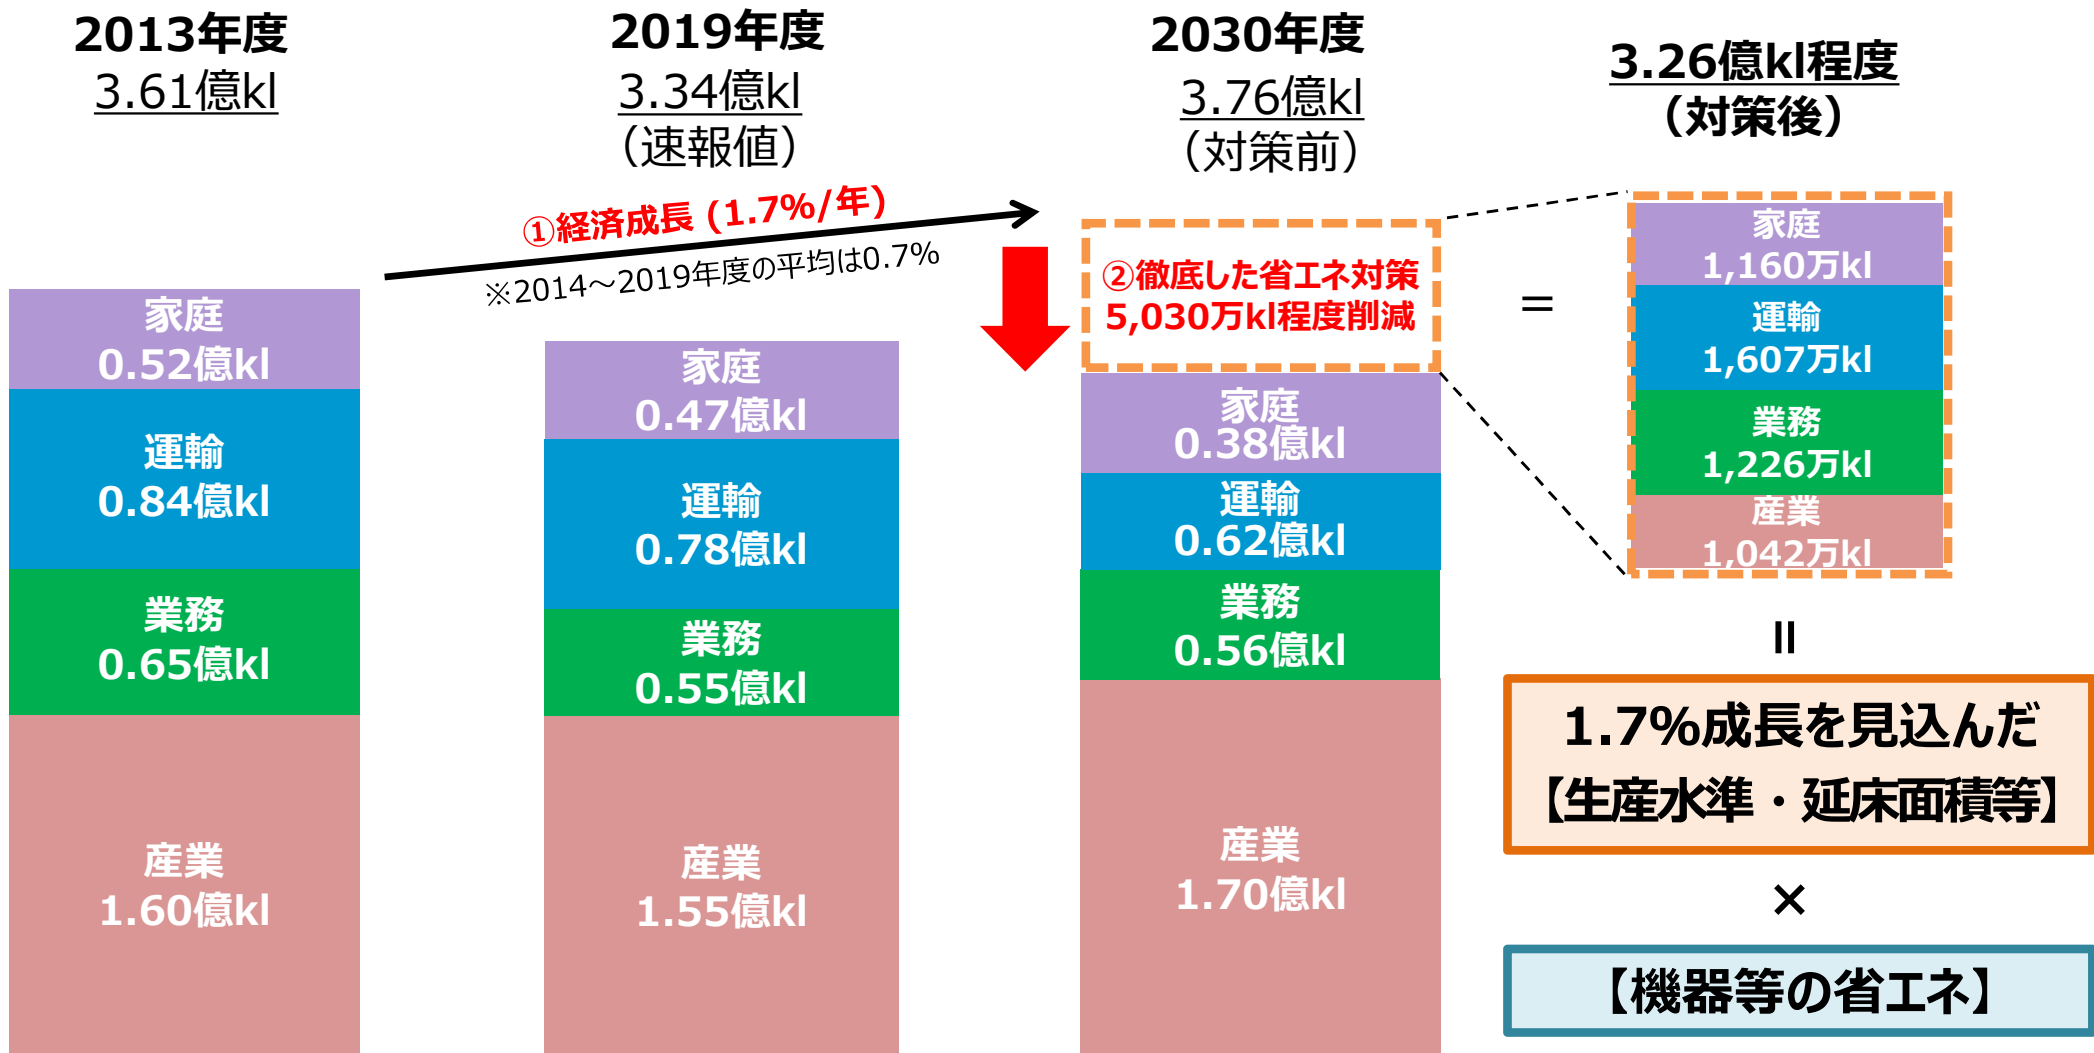 2013年度
3.61億kl
家庭
0.52億kl
運輸
0.84億kl
業務
0.65億kl
産業
1.60億kl
2019年度
3.34億kl
（速報値）
①経済成長 (1.7%/年)
※2014～2019年度の平均は0.7%
家庭
0.47億kl
運輸
0.78億kl
業務
0.55億kl
産業
1.55億kl
2030年度
3.76億kl
（対策前）
②徹底した省エネ対策
5,030万kl程度削減
家庭
0.38億kl
運輸
0.62億kl
業務
0.56億kl
産業
1.70億kl
3.26億kl程度
（対策後）
＝
家庭
1,160万kl
運輸
1,607万kl
業務
1,226万kl
産業
1,042万kl
＝
1.7%成長を見込んだ
【生産水準・延床面積等】
×
【機器等の省エネ】